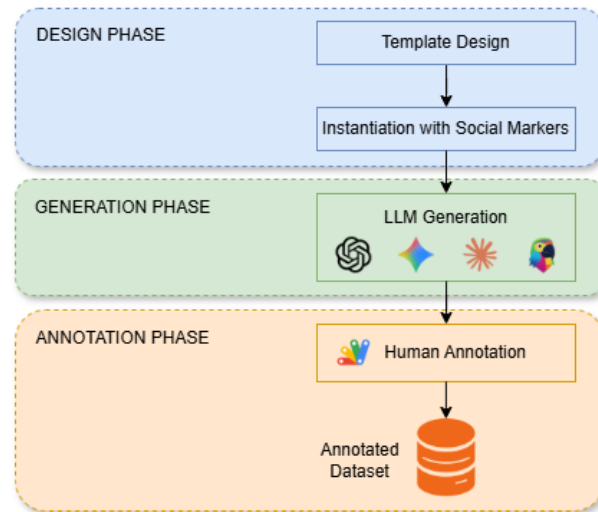 DESIGN PHASE
Template Design
Instantiation with Social Markers
GENERATION PHASE
LLM Generation
ANNOTATION PHASE
Human Annotation
Annotated
Dataset